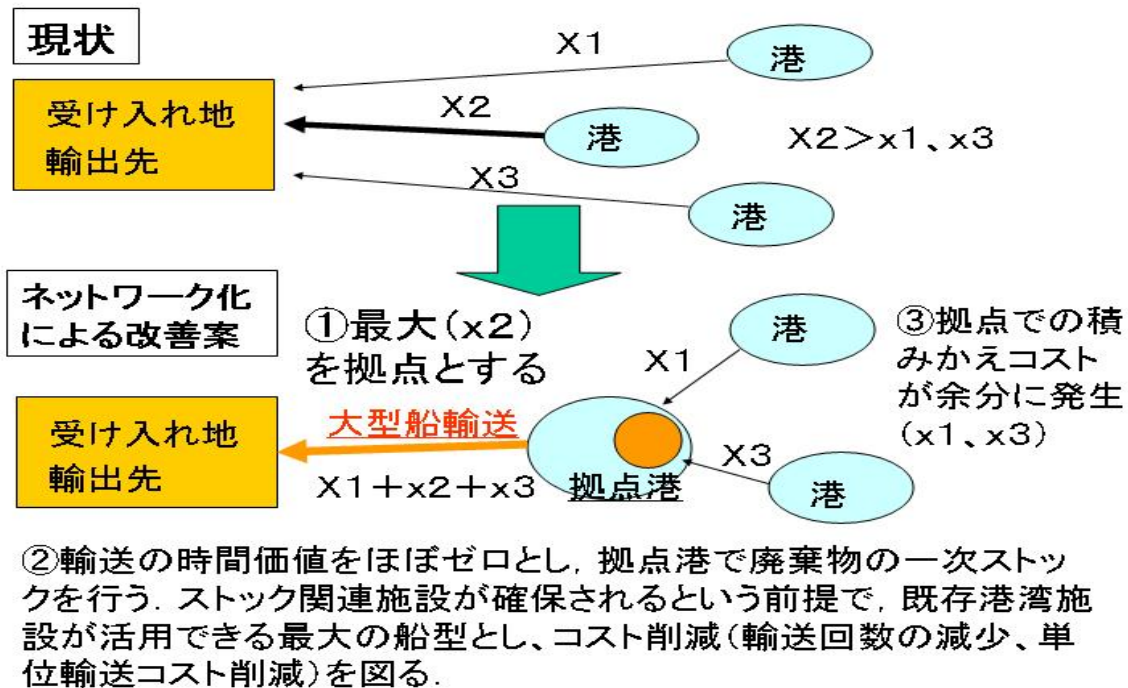 現状
X1
港
受け入れ地
輸出先
X2
港
X2＞x1、x3
X3
港
ネットワーク化
による改善案
①最大(x2)
を拠点とする
港
X1
③拠点での積
みかえコスト
が余分に発生
(x1、x3)
受け入れ地
輸出先
大型船輸送
X1＋x2＋x3
拠点港
X3
港
②輸送の時間価値をほぼゼロとし，拠点港で廃棄物の一次ストッ
クを行う．ストック関連施設が確保されるという前提で，既存港湾施
設が活用できる最大の船型とし、コスト削減(輸送回数の減少、単
位輸送コスト削減)を図る．